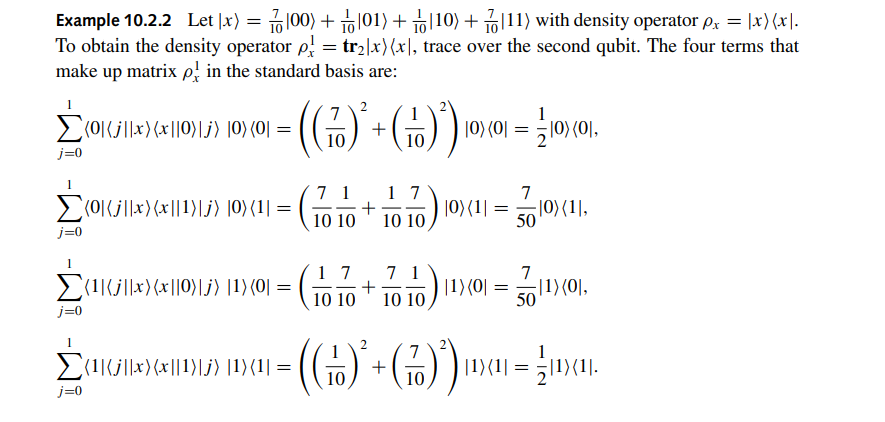 Example 10.2.2 Let |x⟩ = 7/10|00⟩ + 1/10|01⟩ + 1/10|10⟩ + 7/10|11⟩ with density operator ρₓ = |x⟩⟨x|.
To obtain the density operator ρₓ¹ = tr₂|x⟩⟨x|, trace over the second qubit. The four terms that
make up matrix ρₓ¹ in the standard basis are:
∑_{j=0}^{1} ⟨0|⟨j||x⟩⟨x||0⟩|j⟩ |0⟩⟨0| = ((7/10)² + (1/10)²) |0⟩⟨0| = 1/2|0⟩⟨0|,
∑_{j=0}^{1} ⟨0|⟨j||x⟩⟨x||1⟩|j⟩ |0⟩⟨1| = (7/10 1/10 + 1/10 7/10) |0⟩⟨1| = 7/50|0⟩⟨1|,
∑_{j=0}^{1} ⟨1|⟨j||x⟩⟨x||0⟩|j⟩ |1⟩⟨0| = (1/10 7/10 + 7/10 1/10) |1⟩⟨0| = 7/50|1⟩⟨0|,
∑_{j=0}^{1} ⟨1|⟨j||x⟩⟨x||1⟩|j⟩ |1⟩⟨1| = ((1/10)² + (7/10)²) |1⟩⟨1| = 1/2|1⟩⟨1|.